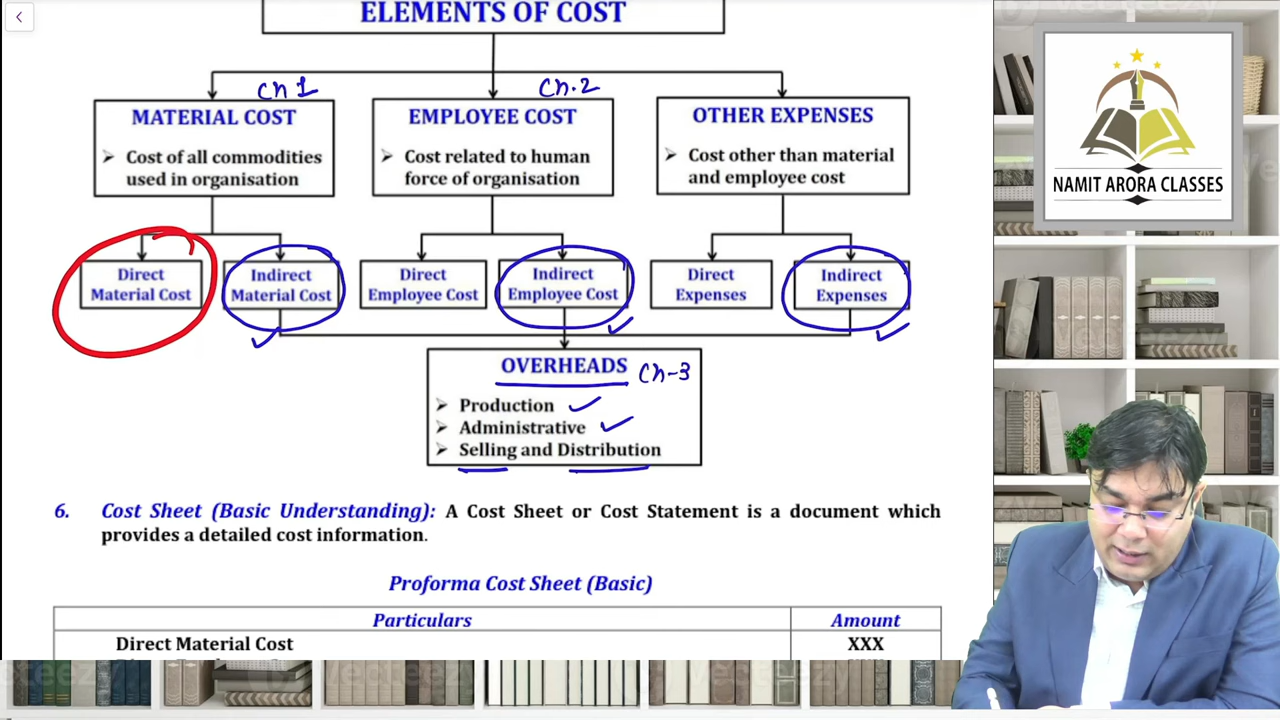 ELEMENTS OF COST
Ch 1
Ch.2
MATERIAL COST
➢ Cost of all commodities
used in organisation
EMPLOYEE COST
➢ Cost related to human
force of organisation
OTHER EXPENSES
➢ Cost other than material
and employee cost
Direct
Material Cost
Indirect
Material Cost
Direct
Employee Cost
Indirect
Employee Cost
Direct
Expenses
Indirect
Expenses
OVERHEADS Ch-3
➢ Production
➢ Administrative
➢ Selling and Distribution
6. Cost Sheet (Basic Understanding): A Cost Sheet or Cost Statement is a document which
provides a detailed cost information.
Proforma Cost Sheet (Basic)
Particulars Amount
Direct Material Cost XXX
NAMIT ARORA CLASSES